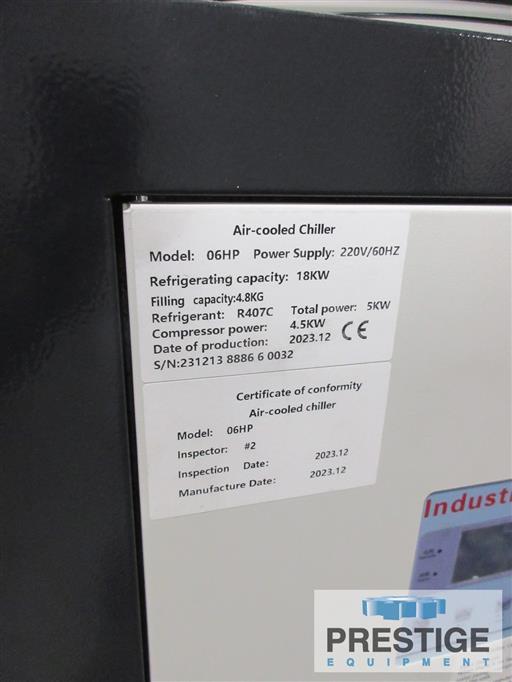 Air-cooled Chiller
Model: 06HP Power Supply: 220V/60HZ
Refrigerating capacity: 18KW
Filling capacity:4.8KG
Refrigerant: R407C Total power: 5KW
Compressor power: 4.5KW
Date of production: 2023.12 CE
S/N:231213 8886 6 0032
Certificate of conformity
Air-cooled chiller
Model: 06HP
Inspector: #2
Inspection Date: 2023.12
Manufacture Date: 2023.12
Industri
PRESTIGE
EQUIPMENT